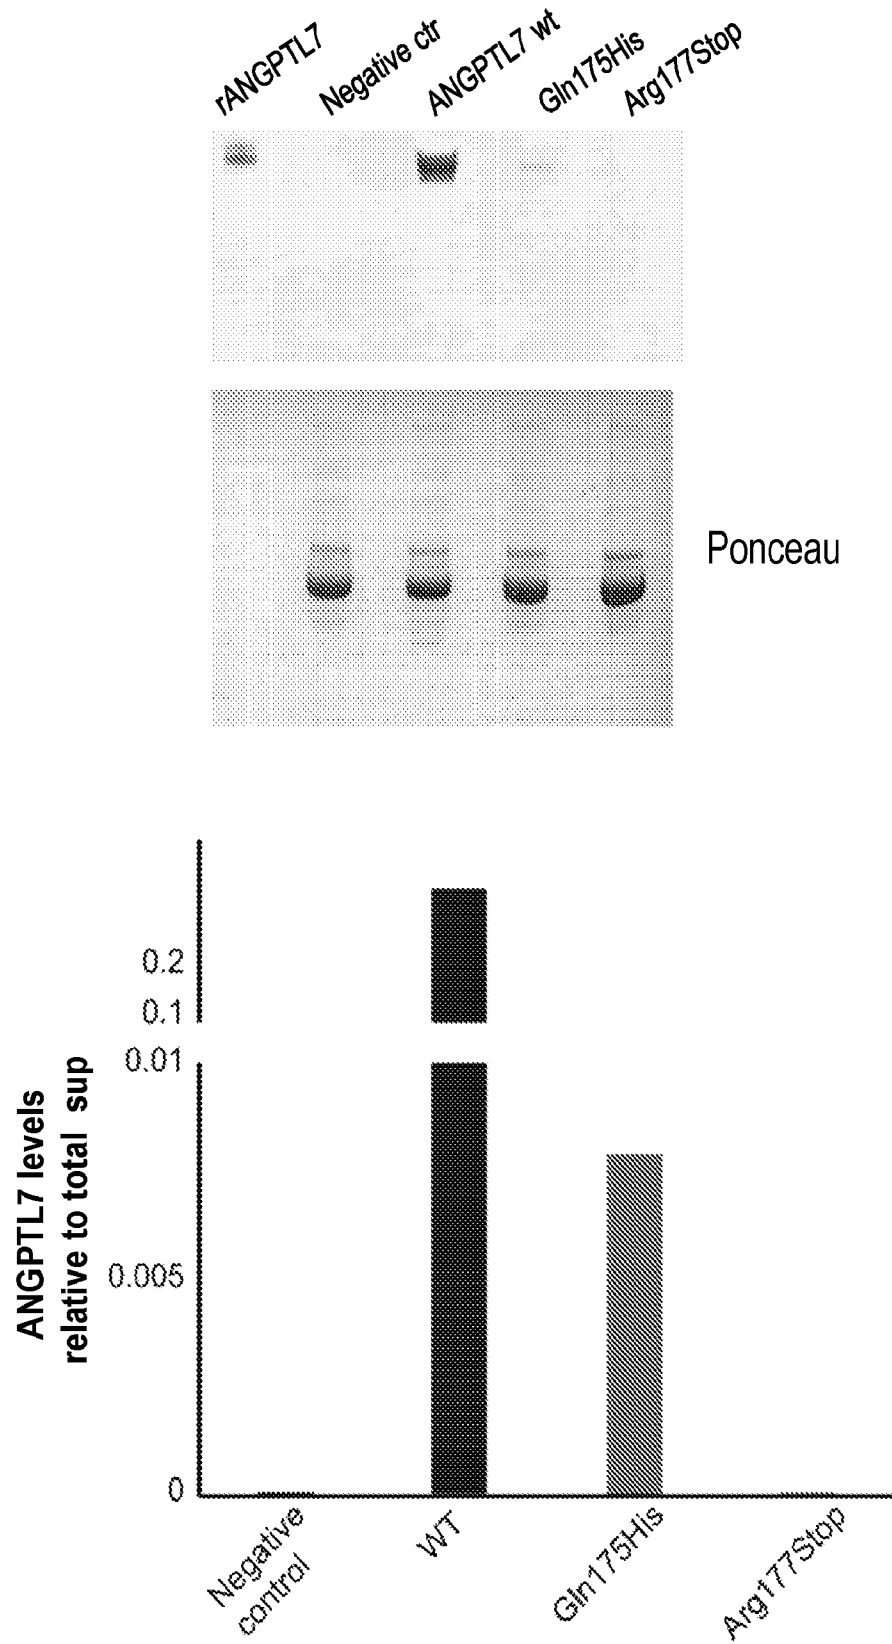 rANGPTL7
Negative ctr
ANGPTL7 wt
Gln175His
Arg177Stop
Ponceau
0.2
0.1
0.01
0.005
0
ANGPTL7 levels
relative to total sup
Negative
control
WT
Gln175His
Arg177Stop